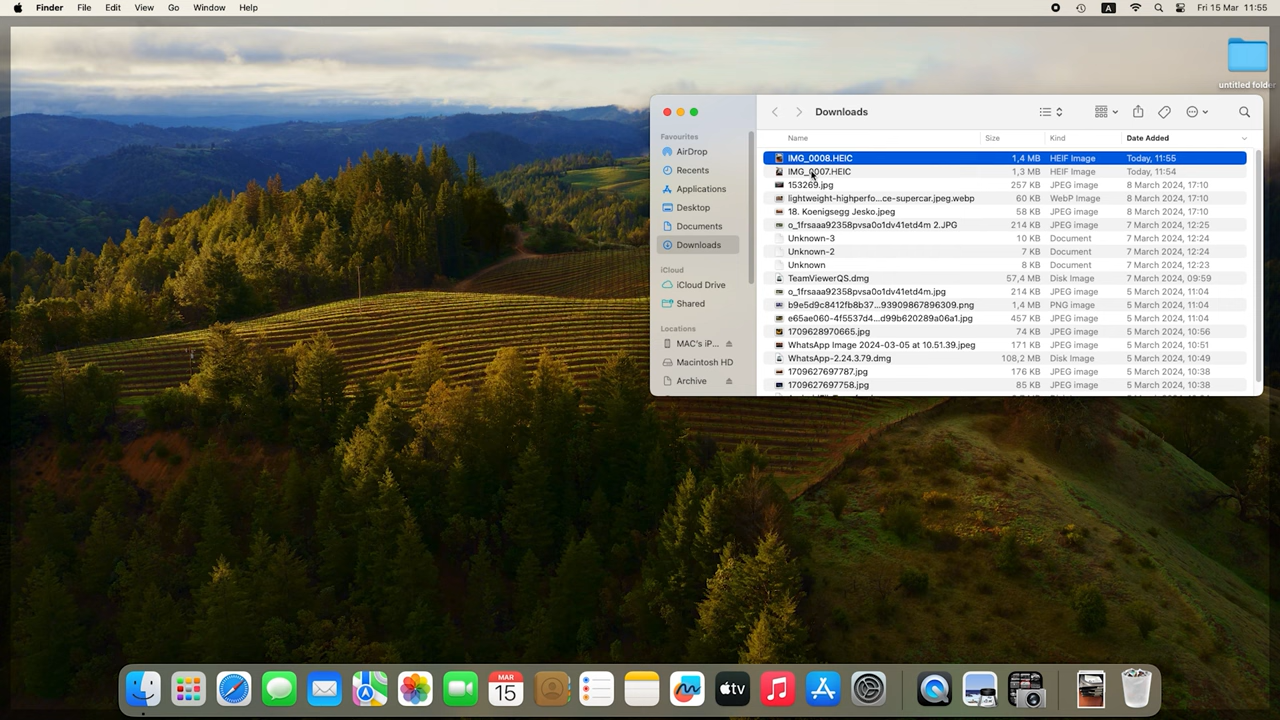 Finder File Edit View Go Window Help A Fri 15 Mar 11:55
untitled folder
Downloads
Favourites
AirDrop
Recents
Applications
Desktop
Documents
Downloads
iCloud
iCloud Drive
Shared
Locations
MAC's iP...
Macintosh HD
Archive
Name Size Kind Date Added
IMG_0008.HEIC 1,4 MB HEIF Image Today, 11:55
IMG_0007.HEIC 1,3 MB HEIF Image Today, 11:54
153269.jpg 257 KB JPEG image 8 March 2024, 17:10
lightweight-highperfo...ce-supercar.jpeg.webp 60 KB WebP Image 8 March 2024, 17:10
18. Koenigsegg Jesko.jpeg 58 KB JPEG image 8 March 2024, 17:10
o_1frsaaa92358pvsa0o1dv41etd4m 2.JPG 214 KB JPEG image 7 March 2024, 12:25
Unknown-3 10 KB Document 7 March 2024, 12:24
Unknown-2 7 KB Document 7 March 2024, 12:24
Unknown 8 KB Document 7 March 2024, 12:23
TeamViewerQS.dmg 57,4 MB Disk Image 7 March 2024, 09:59
o_1frsaaa92358pvsa0o1dv41etd4m.jpg 214 KB JPEG image 5 March 2024, 11:04
b9e5d9c8412fb8b37...93909867896309.png 1,4 MB PNG image 5 March 2024, 11:04
e65ae060-4f5537d4...d99b620289a06a1.jpg 457 KB JPEG image 5 March 2024, 11:04
1709628970665.jpg 74 KB JPEG image 5 March 2024, 10:56
WhatsApp Image 2024-03-05 at 10.51.39.jpeg 171 KB JPEG image 5 March 2024, 10:51
WhatsApp-2.24.3.79.dmg 108,2 MB Disk Image 5 March 2024, 10:49
1709627697787.jpg 176 KB JPEG image 5 March 2024, 10:38
1709627697758.jpg 85 KB JPEG image 5 March 2024, 10:38
MAR
15
tv